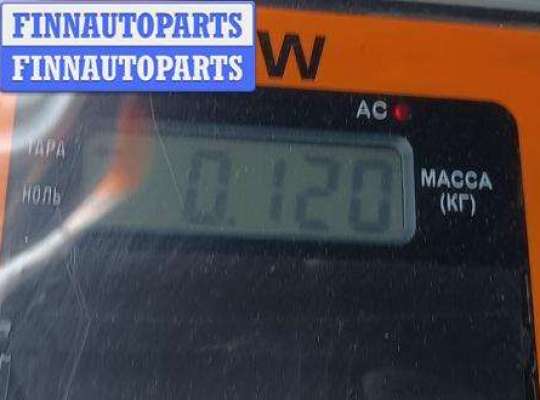 FINNAUTOPARTS
FINNAUTOPARTS
W
AC
ТАРА
НОЛЬ
0.120
МАССА
(КГ)